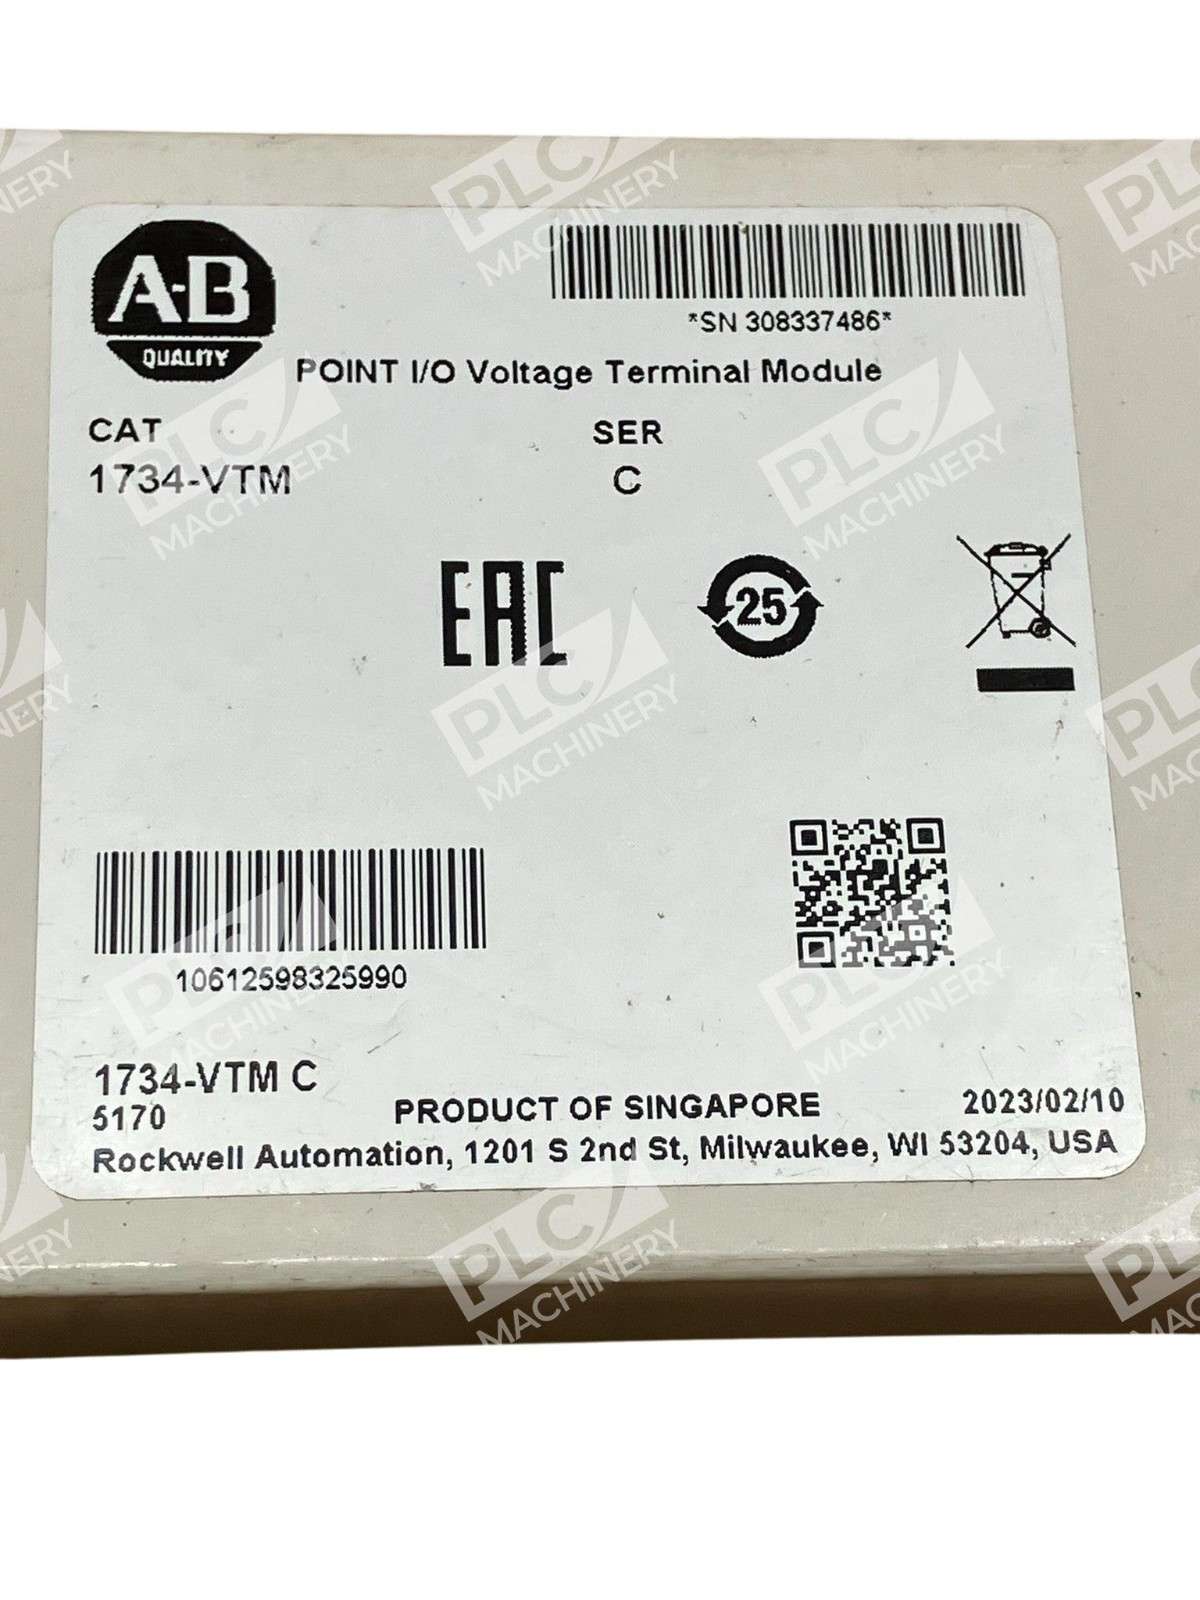 A-B
QUALITY
*SN 308337486*
POINT I/O Voltage Terminal Module
CAT
SER
1734-VTM
C
EAC
25
10612598325990
1734-VTM C
5170
PRODUCT OF SINGAPORE
2023/02/10
Rockwell Automation, 1201 S 2nd St, Milwaukee, WI 53204, USA
PLC
MACHINERY